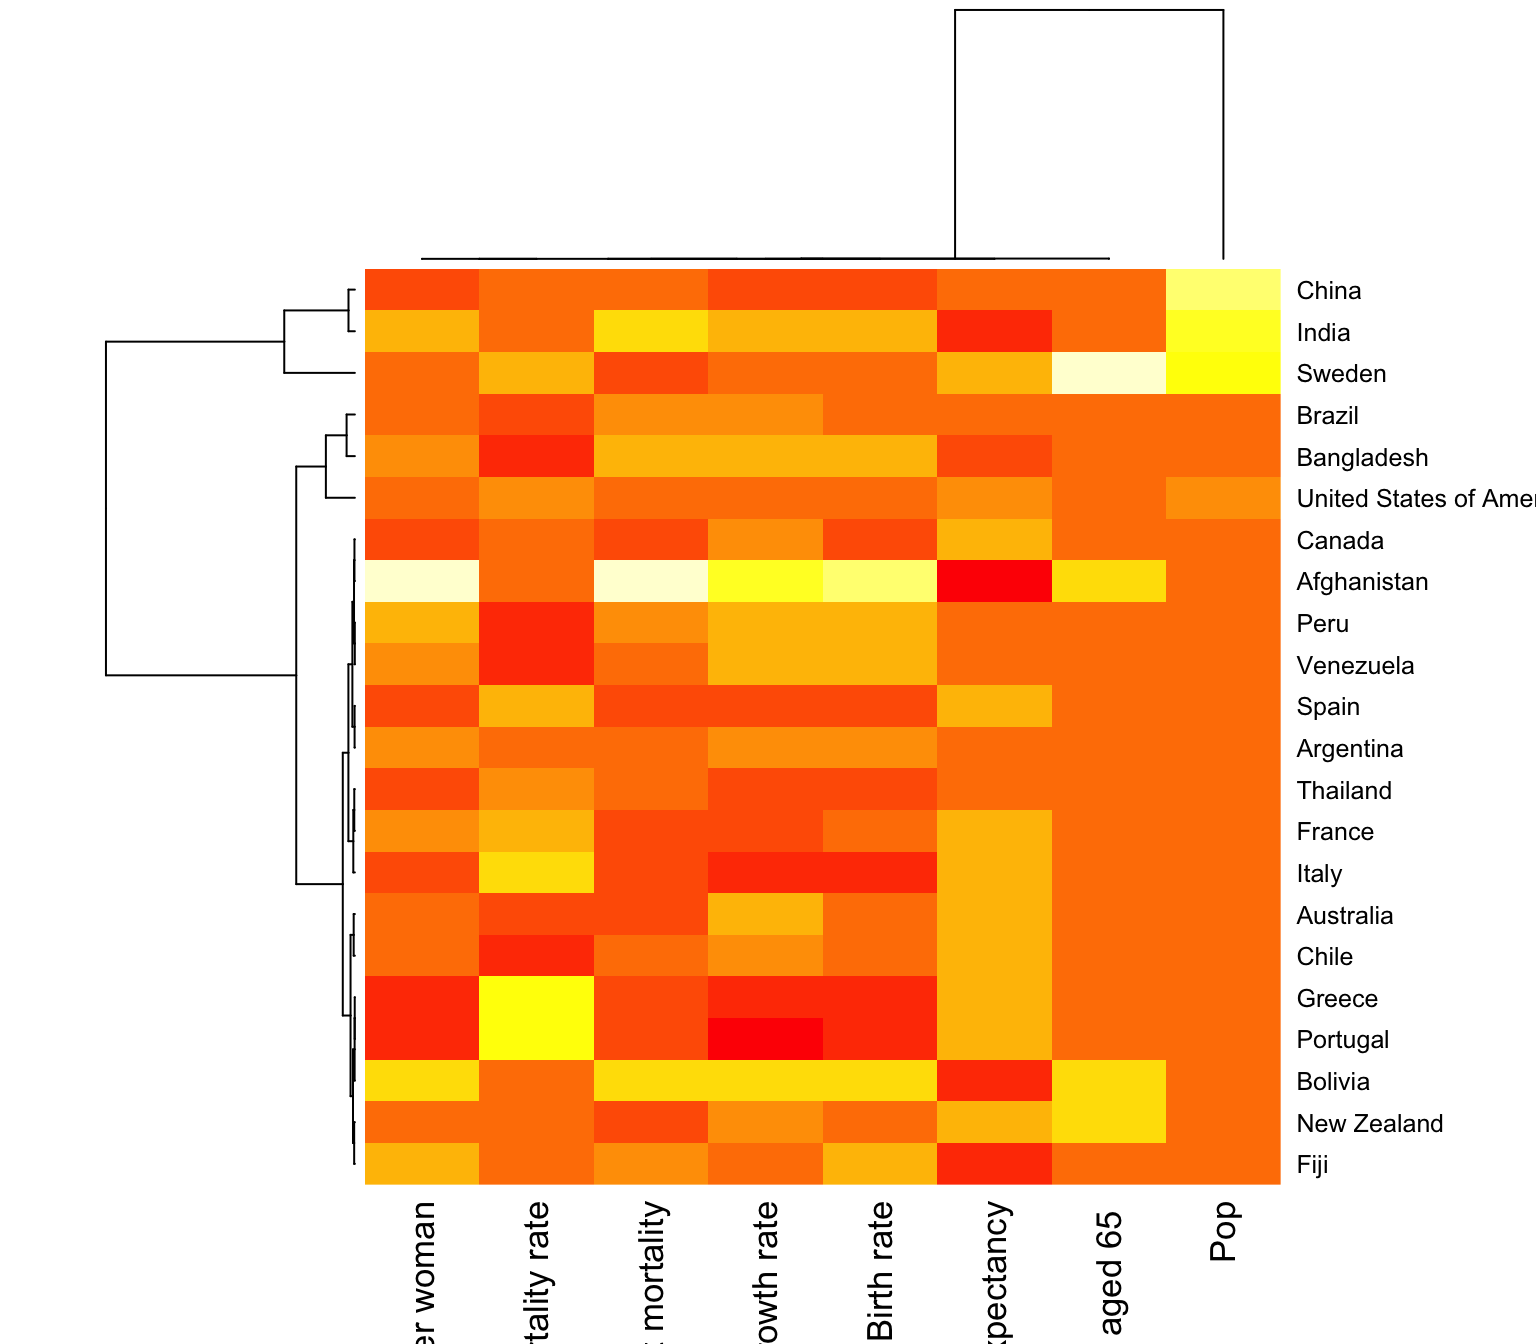 China
India
Sweden
Brazil
Bangladesh
United States of Amer
Canada
Afghanistan
Peru
Venezuela
Spain
Argentina
Thailand
France
Italy
Australia
Chile
Greece
Portugal
Bolivia
New Zealand
Fiji
er woman
tality rate
mortality
owth rate
Birth rate
xpectancy
aged 65
Pop